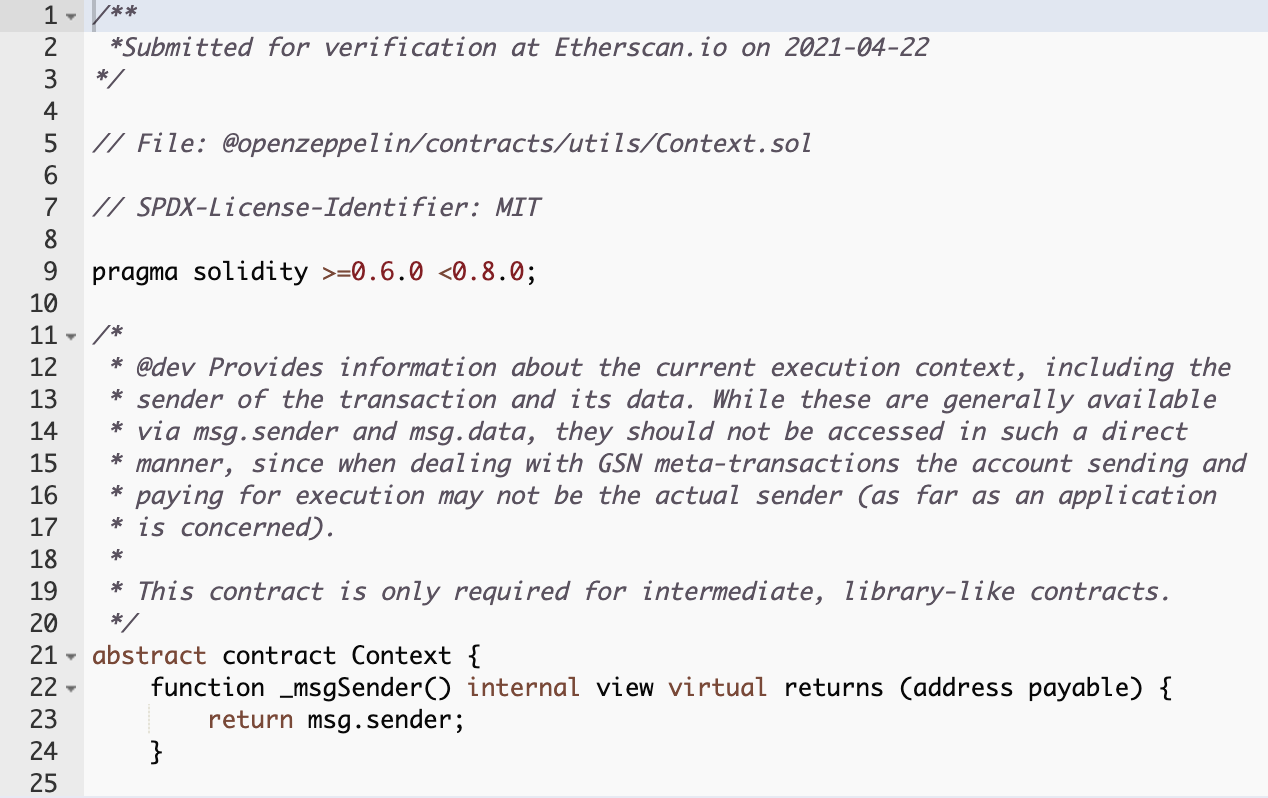 1 /**
2 *Submitted for verification at Etherscan.io on 2021-04-22
3 */
4
5 // File: @openzeppelin/contracts/utils/Context.sol
6
7 // SPDX-License-Identifier: MIT
8
9 pragma solidity >=0.6.0 <0.8.0;
10
11 /*
12 * @dev Provides information about the current execution context, including the
13 * sender of the transaction and its data. While these are generally available
14 * via msg.sender and msg.data, they should not be accessed in such a direct
15 * manner, since when dealing with GSN meta-transactions the account sending and
16 * paying for execution may not be the actual sender (as far as an application
17 * is concerned).
18 *
19 * This contract is only required for intermediate, library-like contracts.
20 */
21 abstract contract Context {
22     function _msgSender() internal view virtual returns (address payable) {
23         return msg.sender;
24     }
25